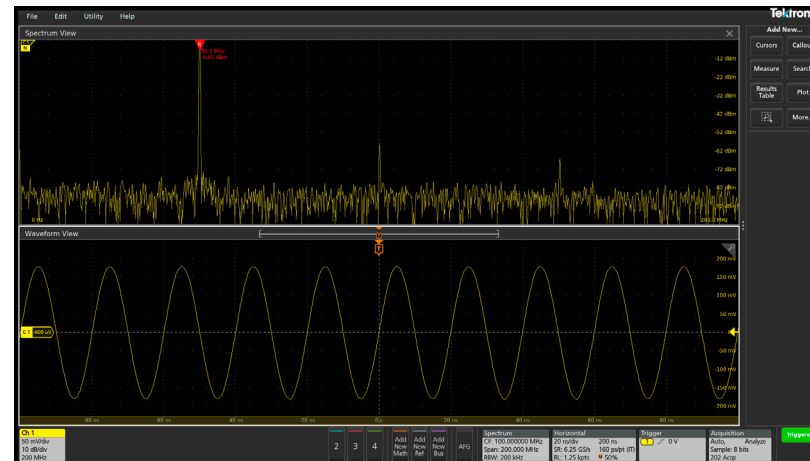 File Edit Utility Help
Tektron
Add New...
Spectrum View
Cursors
Callou
Measure
Search
Results Table
Plot
More...
-12 dBm
-22 dBm
-32 dBm
-42 dBm
-52 dBm
-62 dBm
-72 dBm
0 Hz
200.0 MHz
Waveform View
200 mV
150 mV
100 mV
50 mV
-50 mV
-100 mV
-150 mV
-200 mV
C 1
-80 ns
-60 ns
-40 ns
-20 ns
0 s
20 ns
40 ns
60 ns
80 ns
Ch 1
50 mV/div
10 dB/div
200 MHz
2 3 4
Add New Math
Add New Ref
Add New Bus
AFG
Spectrum
CF: 100.000000 MHz
Span: 200.000 MHz
RBW: 200 kHz
Horizontal
20 ns/div 200 ns
SR: 6.25 GS/s 160 ps/pt (IT)
RL: 1.25 kpts 50%
Trigger
1 0 V
Acquisition
Auto, Analyze
Sample: 8 bits
202 Acqs
Triggere